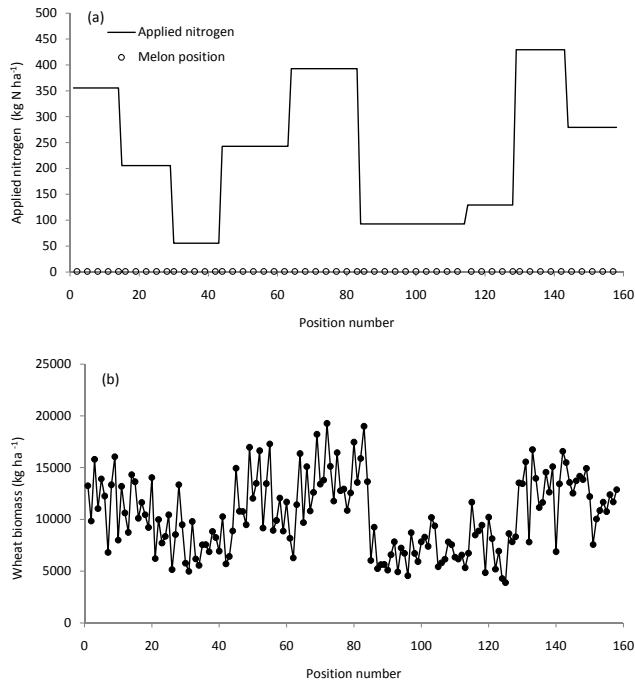 (a)
Applied nitrogen
Melon position
Applied nitrogen (kg N ha⁻¹)
500
450
400
350
300
250
200
150
100
50
0
0 20 40 60 80 100 120 140 160
Position number
(b)
Wheat biomass (kg ha ⁻¹)
25000
20000
15000
10000
5000
0
0 20 40 60 80 100 120 140 160
Position number